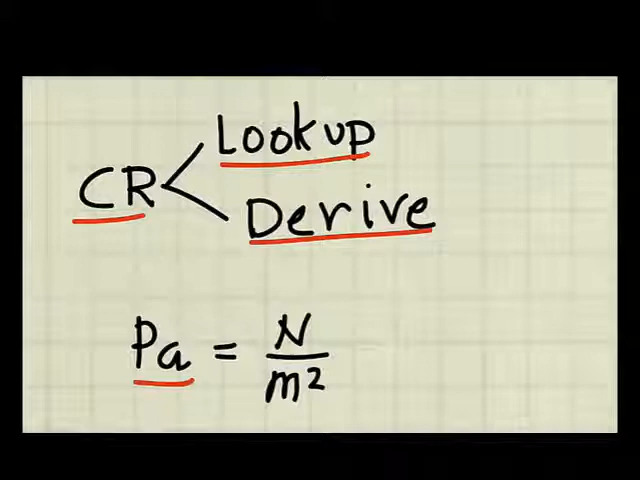 Lookup
CR
Derive
Pa = N/m²